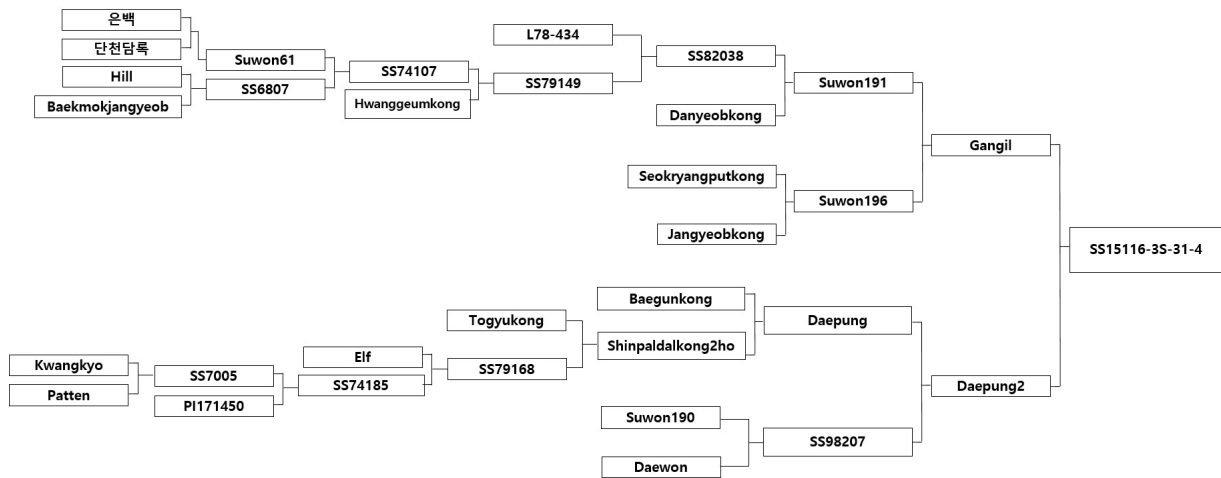 은백
단천담록
Hill
Baekmokjangyeob
Suwon61
SS6807
SS74107
Hwanggeumkong
L78-434
SS79149
SS82038
Danyeobkong
Suwon191
Seokryangputkong
Jangyeobkong
Suwon196
Gangil
SS15116-3S-31-4
Kwangkyo
Patten
SS7005
PI171450
Elf
SS74185
Togyukong
SS79168
Baegunkong
Shinpaldalkong2ho
Daepung
Suwon190
Daewon
SS98207
Daepung2